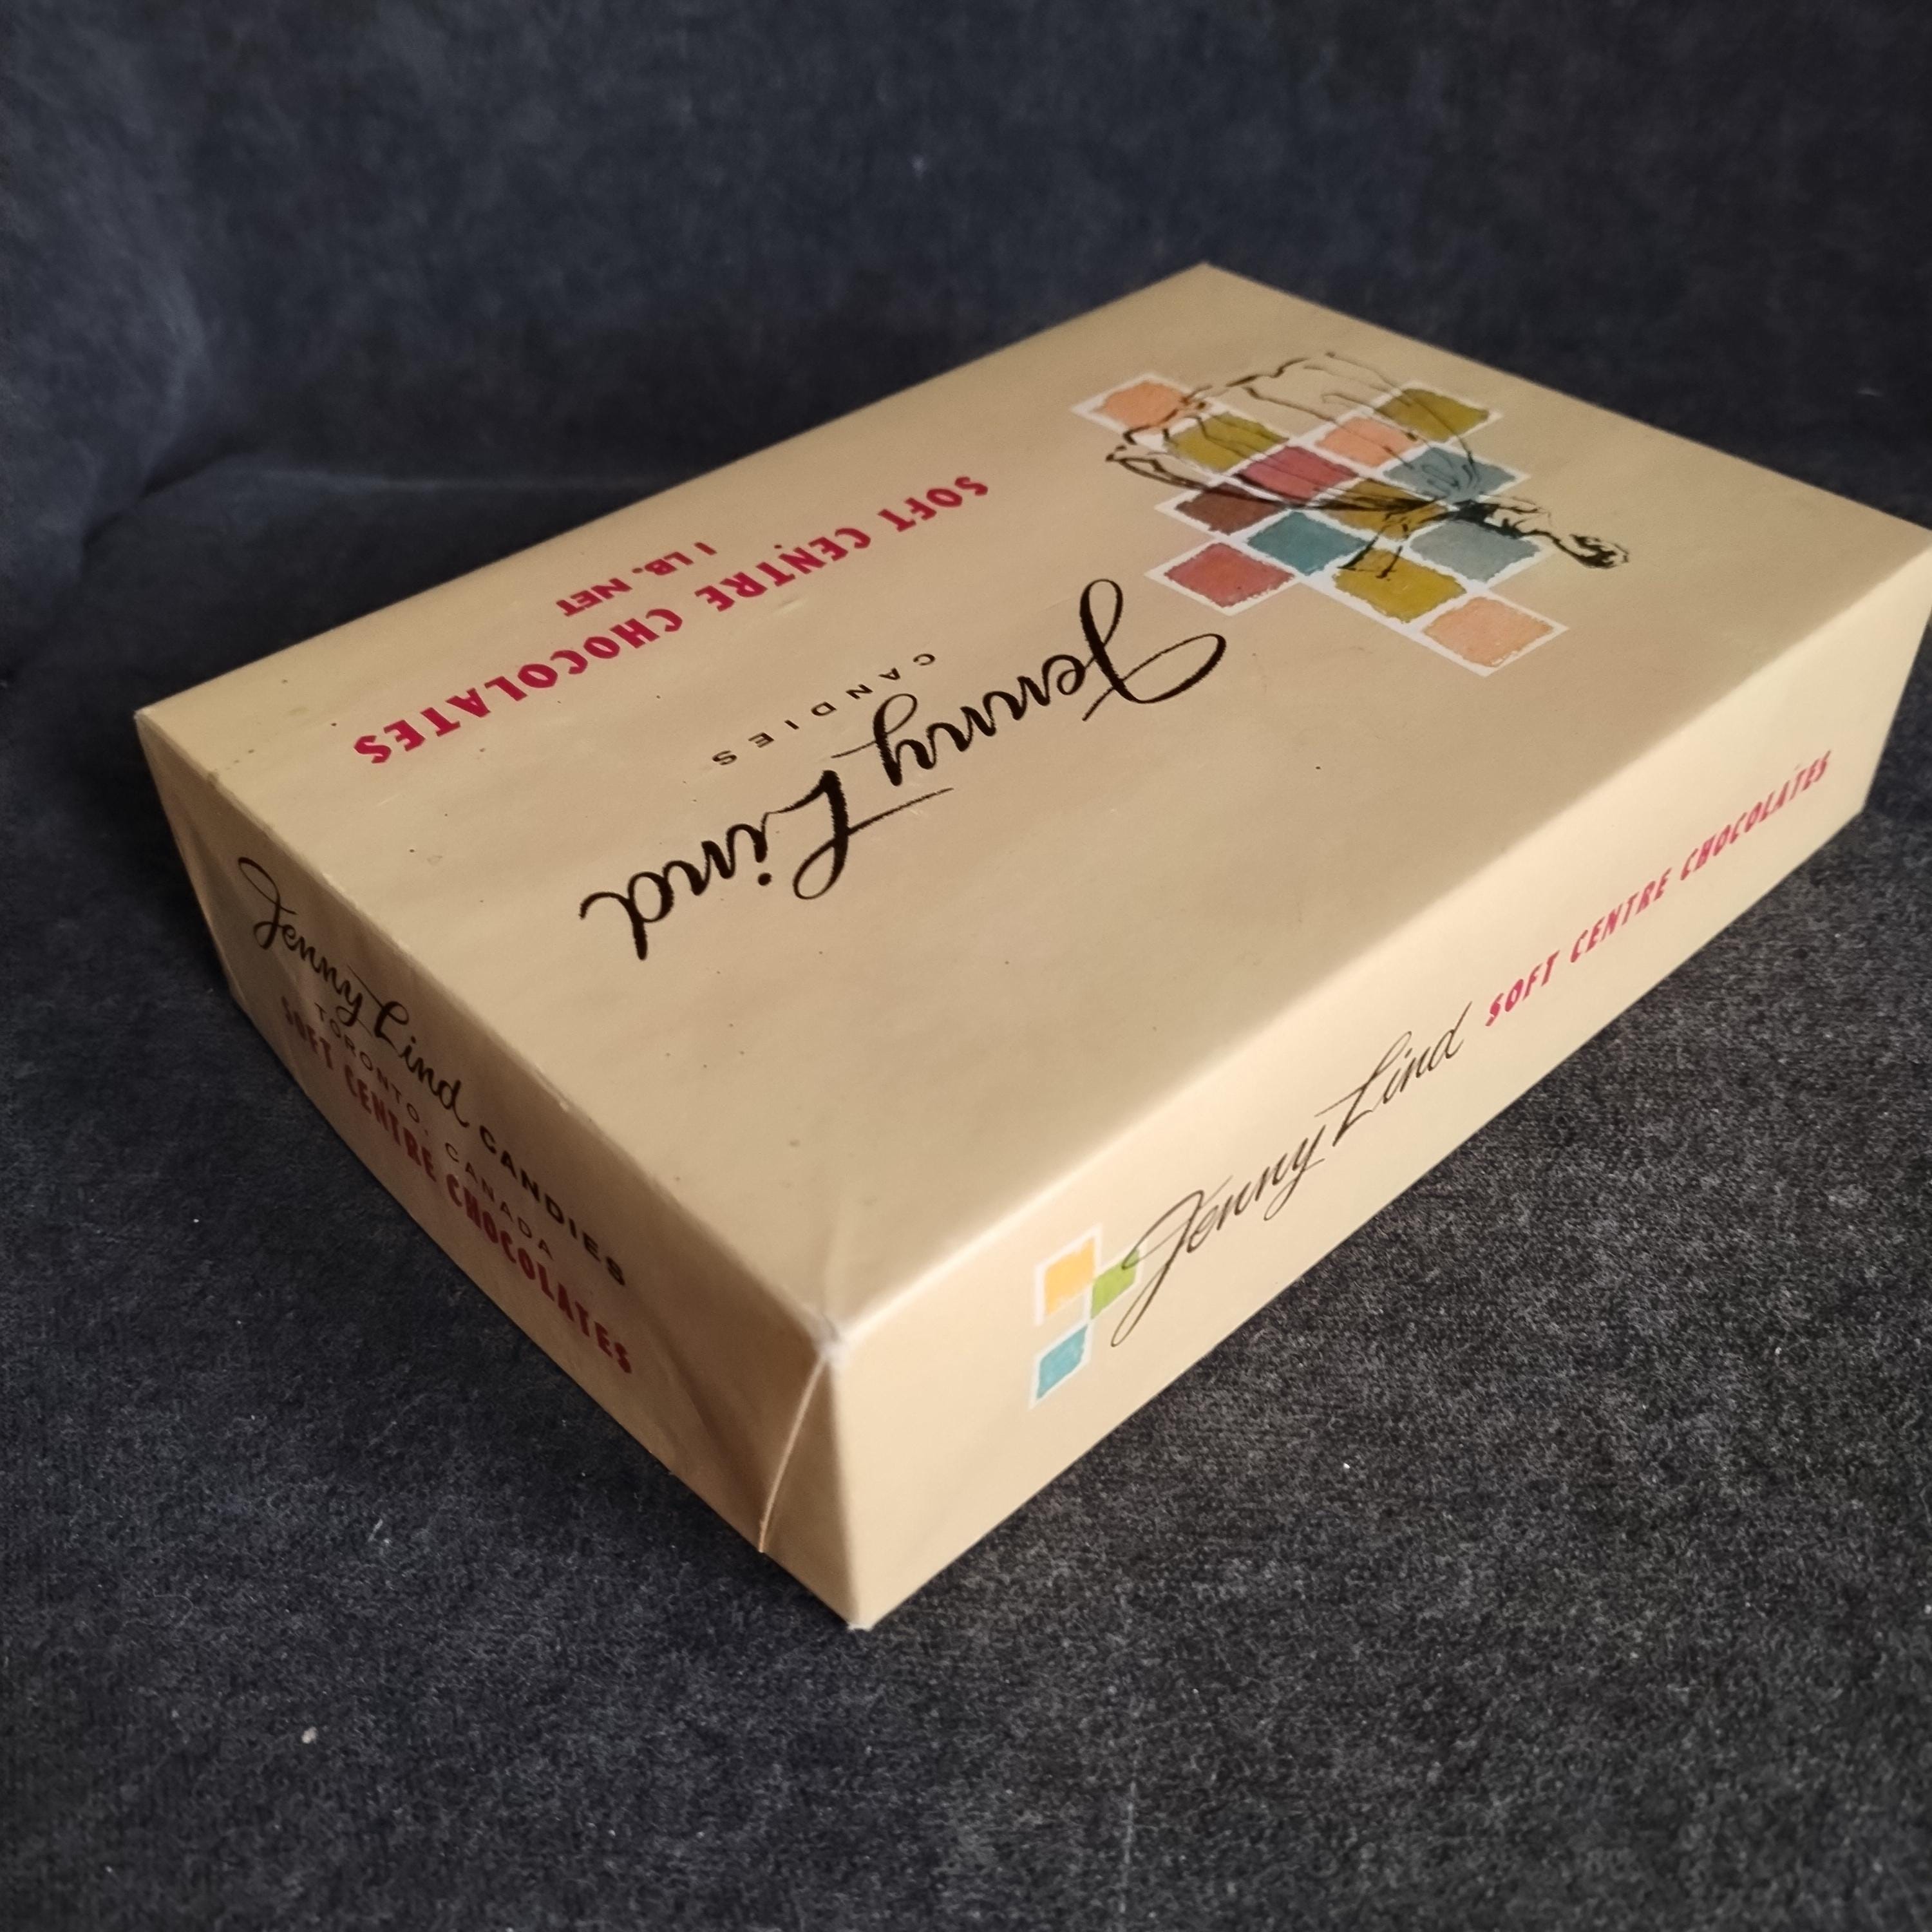 Jenny Lind
CANDIES
SOFT CENTRE CHOCOLATES
1 LB. NET
Jenny Lind CANDIES
TORONTO, CANADA
SOFT CENTRE CHOCOLATES
Jenny Lind SOFT CENTRE CHOCOLATES